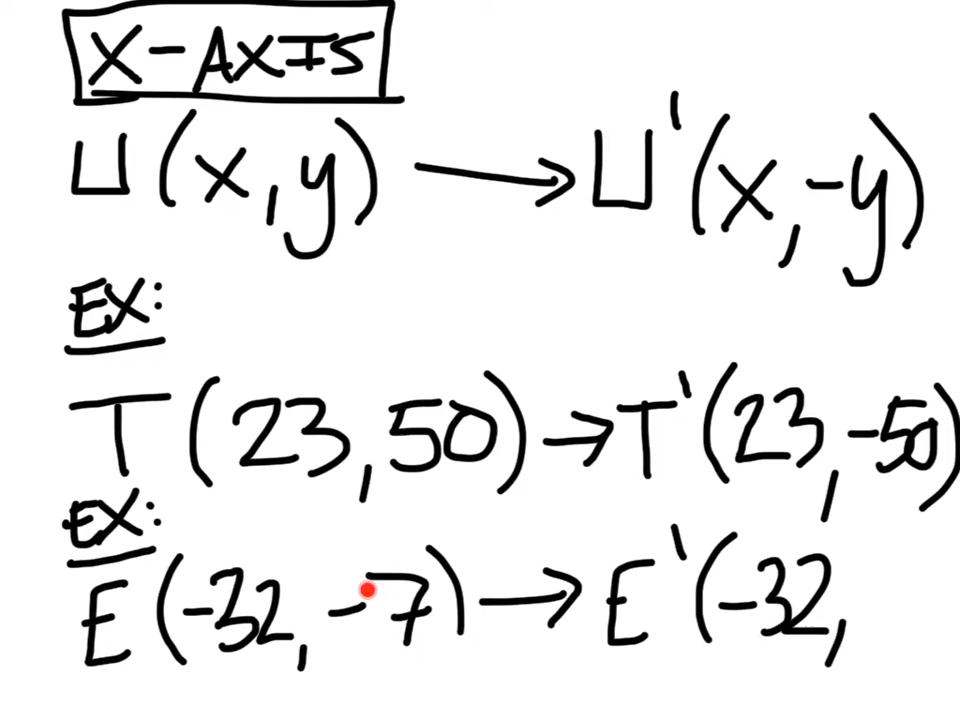 X-AXIS
U(x,y) → U'(x,-y)
EX:
T(23,50) → T'(23,-50)
EX:
E(-32,-7) → E'(-32,